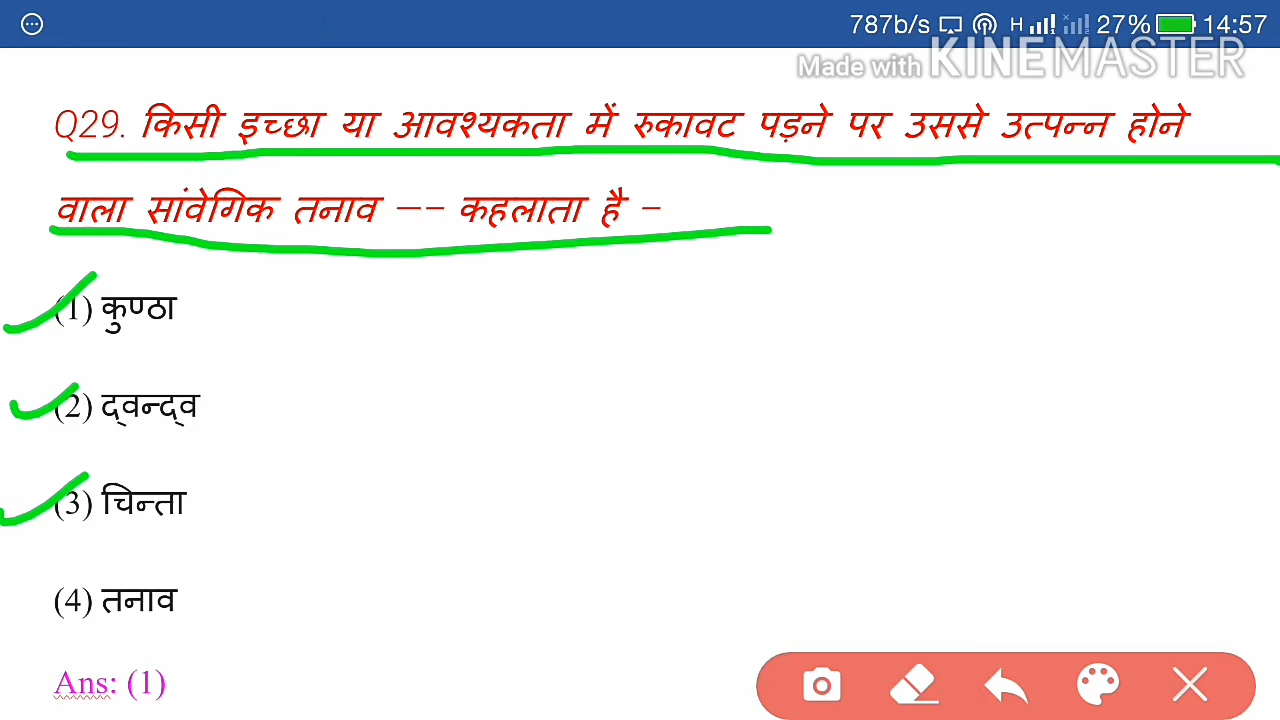 787b/s H 27% 14:57
Made with KINEMASTER
Q29. किसी इच्छा या आवश्यकता में रुकावट पड़ने पर उससे उत्पन्न होने
वाला सांवेगिक तनाव –-- कहलाता है -
(1) कुण्ठा
(2) द्वन्द्व
(3) चिन्ता
(4) तनाव
Ans: (1)